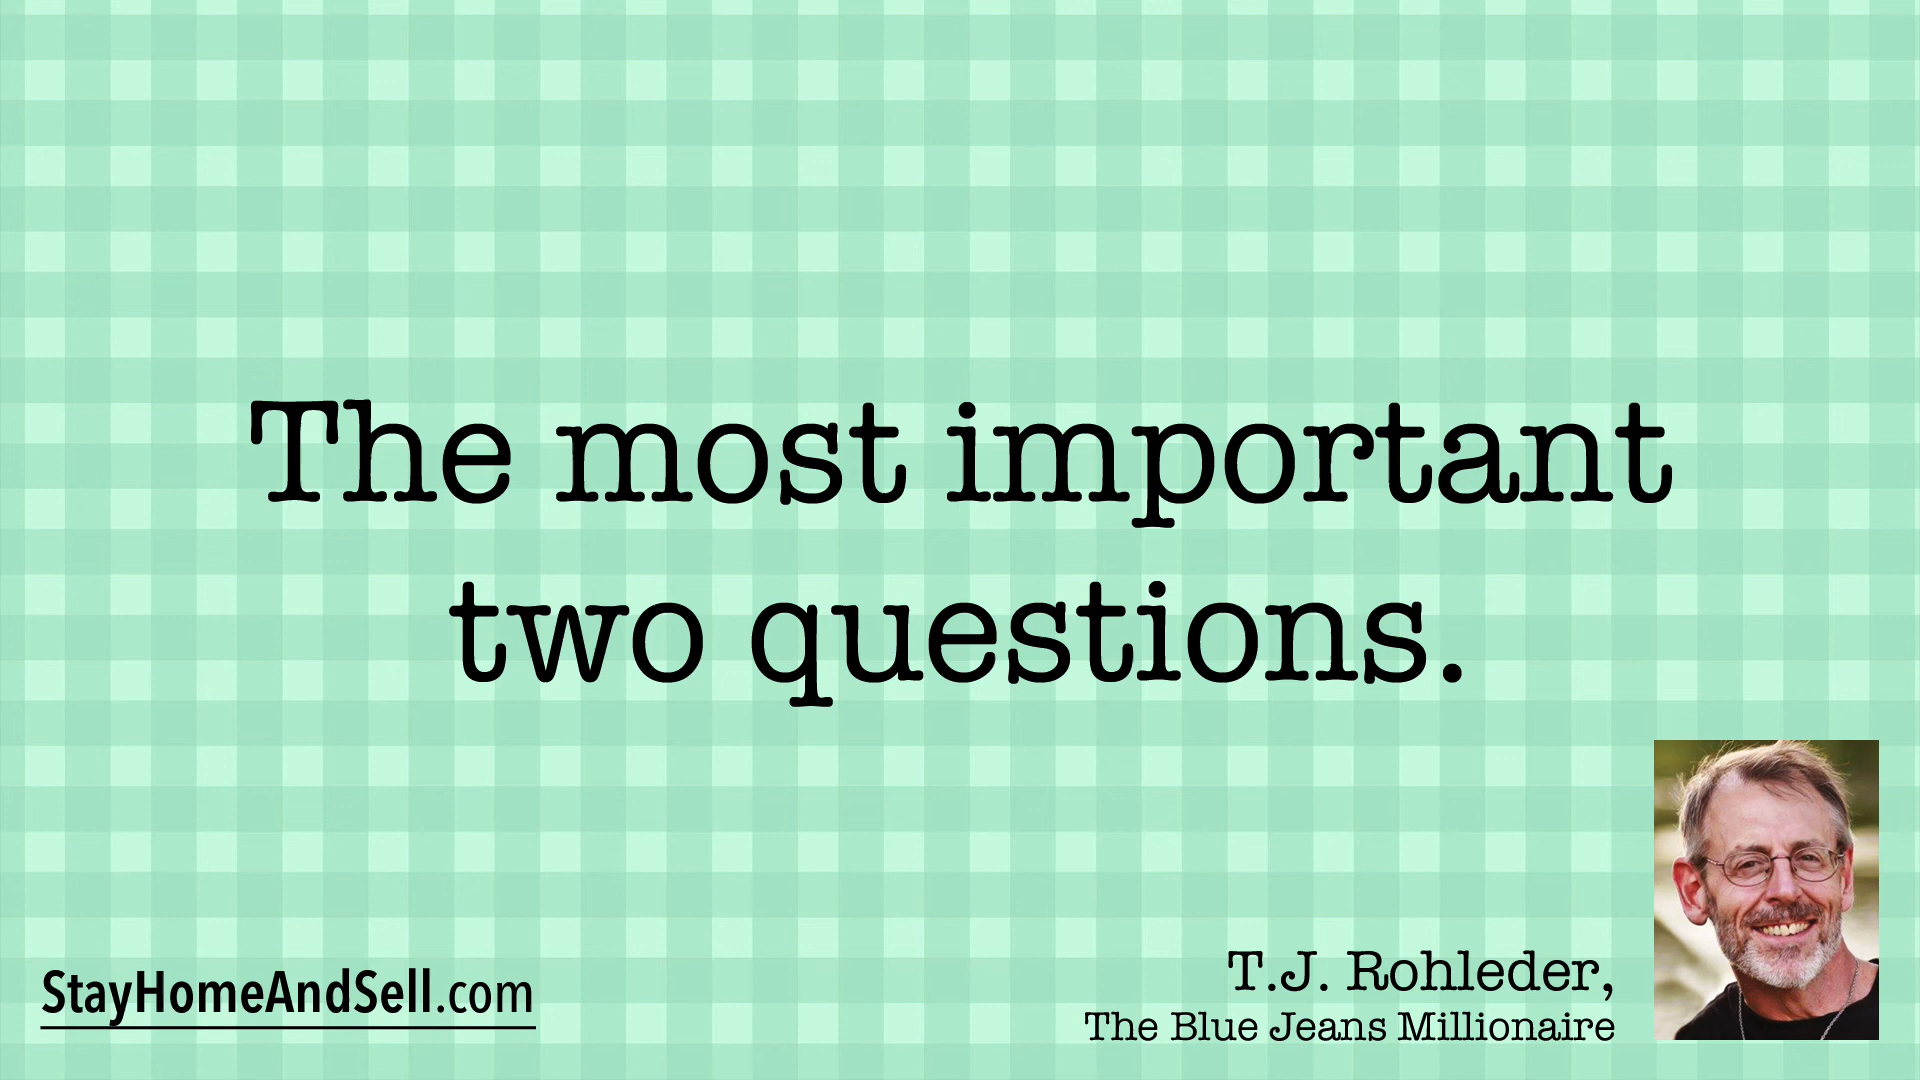 The most important
two questions.
StayHomeAndSell.com
T.J. Rohleder,
The Blue Jeans Millionaire